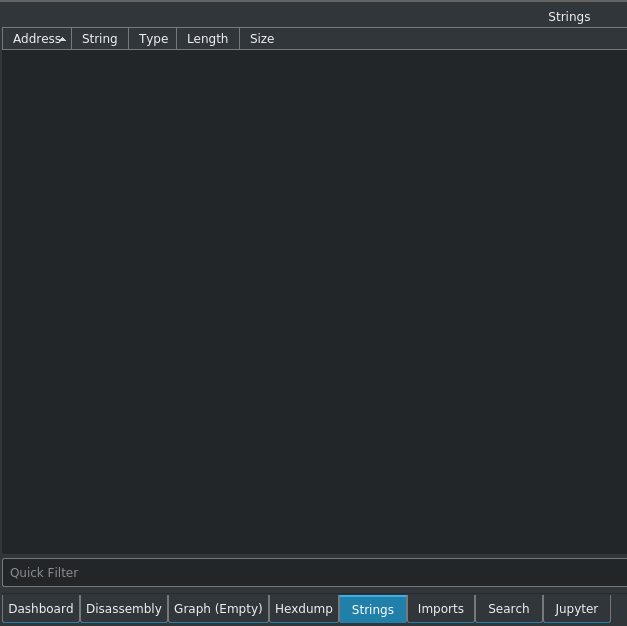 Strings
Address String Type Length Size
Quick Filter
Dashboard Disassembly Graph (Empty) Hexdump Strings Imports Search Jupyter